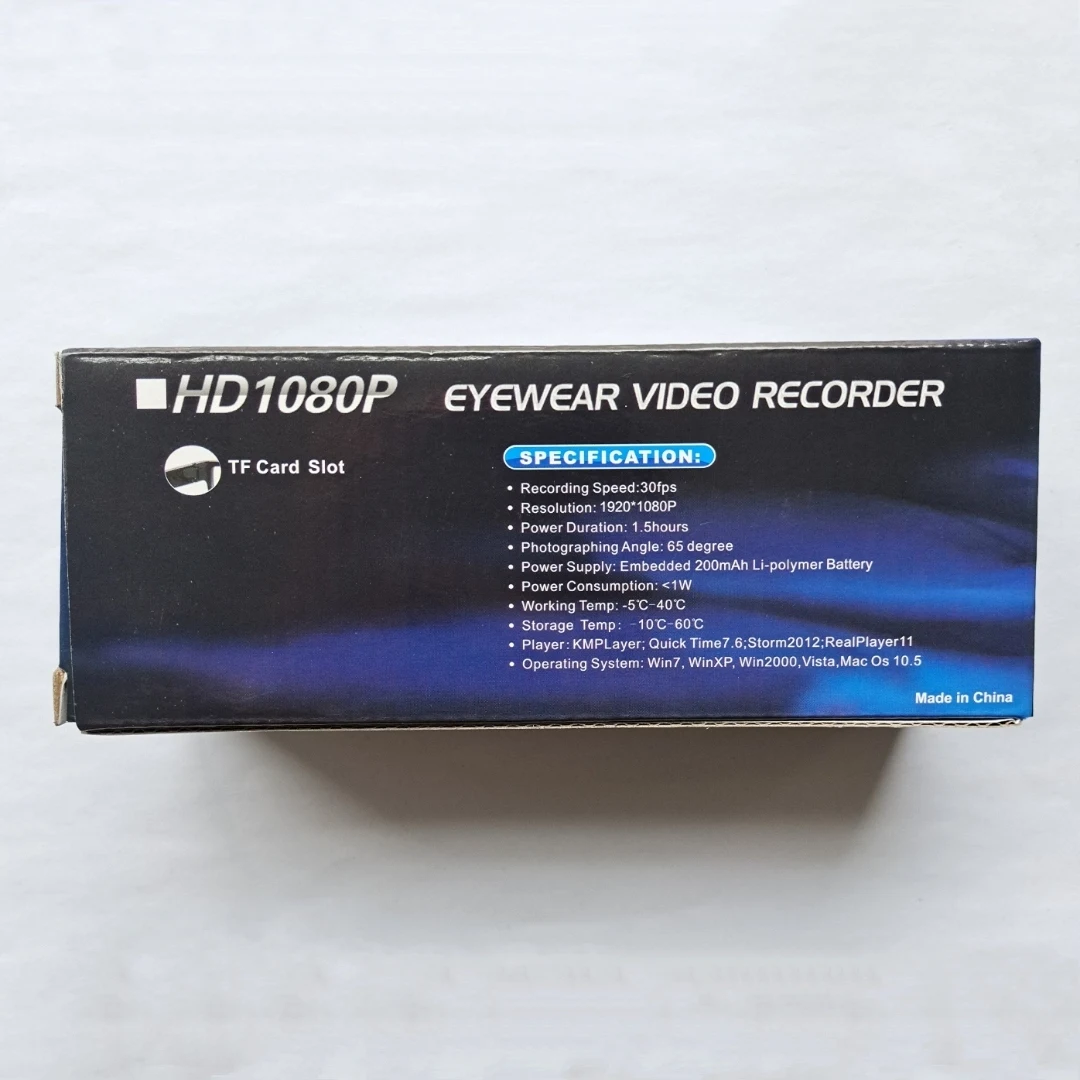 HD1080P EYEWEAR VIDEO RECORDER
TF Card Slot
SPECIFICATION:
• Recording Speed:30fps
• Resolution: 1920*1080P
• Power Duration: 1.5hours
• Photographing Angle: 65 degree
• Power Supply: Embedded 200mAh Li-polymer Battery
• Power Consumption: <1W
• Working Temp: -5℃-40℃
• Storage Temp: -10℃-60℃
• Player: KMPLayer; Quick Time7.6;Storm2012;RealPlayer11
• Operating System: Win7, WinXP, Win2000,Vista,Mac Os 10.5
Made in China